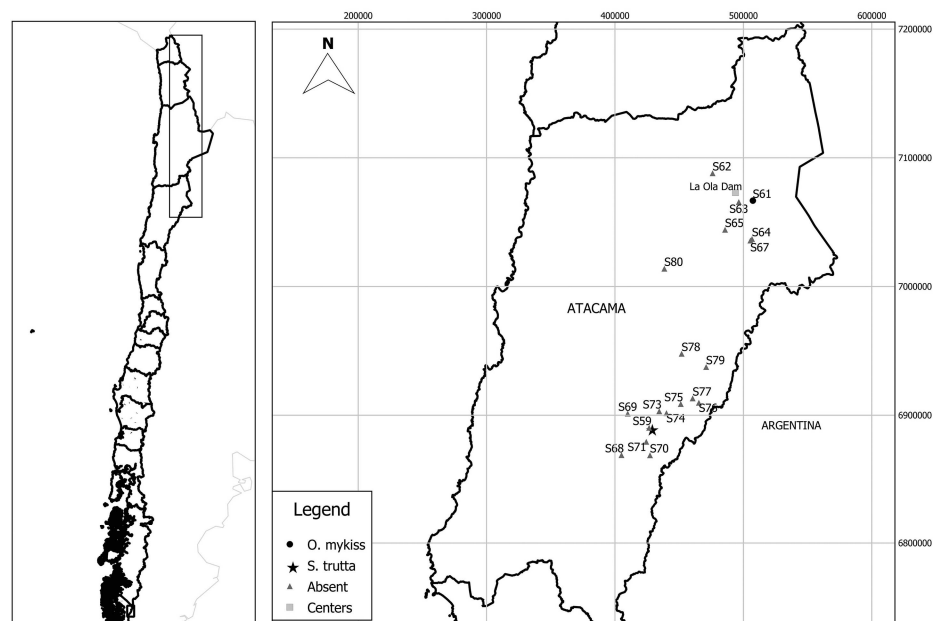 200000 300000 400000 500000 600000
N
7200000
7100000
S62
La Ola Dam
S61
S63
S65
S64
S67
S80
7000000
ATACAMA
S78
S79
S77
S75
S76
S73
S69
S74
6900000
S59
ARGENTINA
S71
S70
S68
Legend
O. mykiss
S. trutta
Absent
Centers
6800000